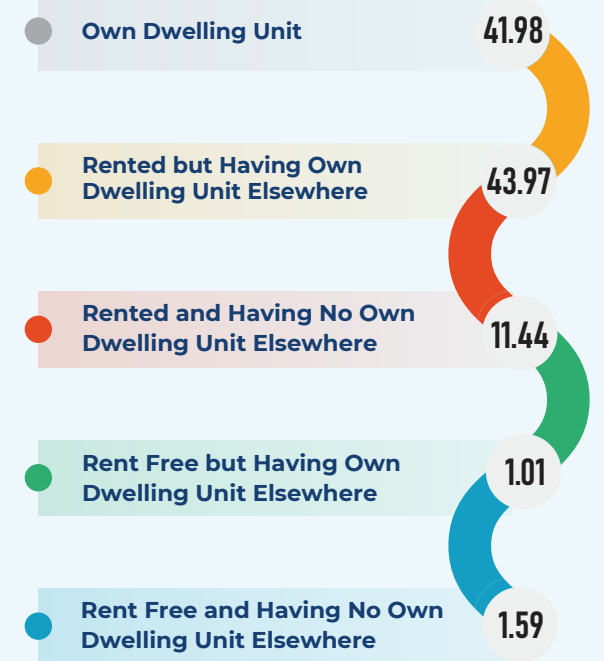 Own Dwelling Unit
41.98
Rented but Having Own
Dwelling Unit Elsewhere
43.97
Rented and Having No Own
Dwelling Unit Elsewhere
11.44
Rent Free but Having Own
Dwelling Unit Elsewhere
1.01
Rent Free and Having No Own
Dwelling Unit Elsewhere
1.59